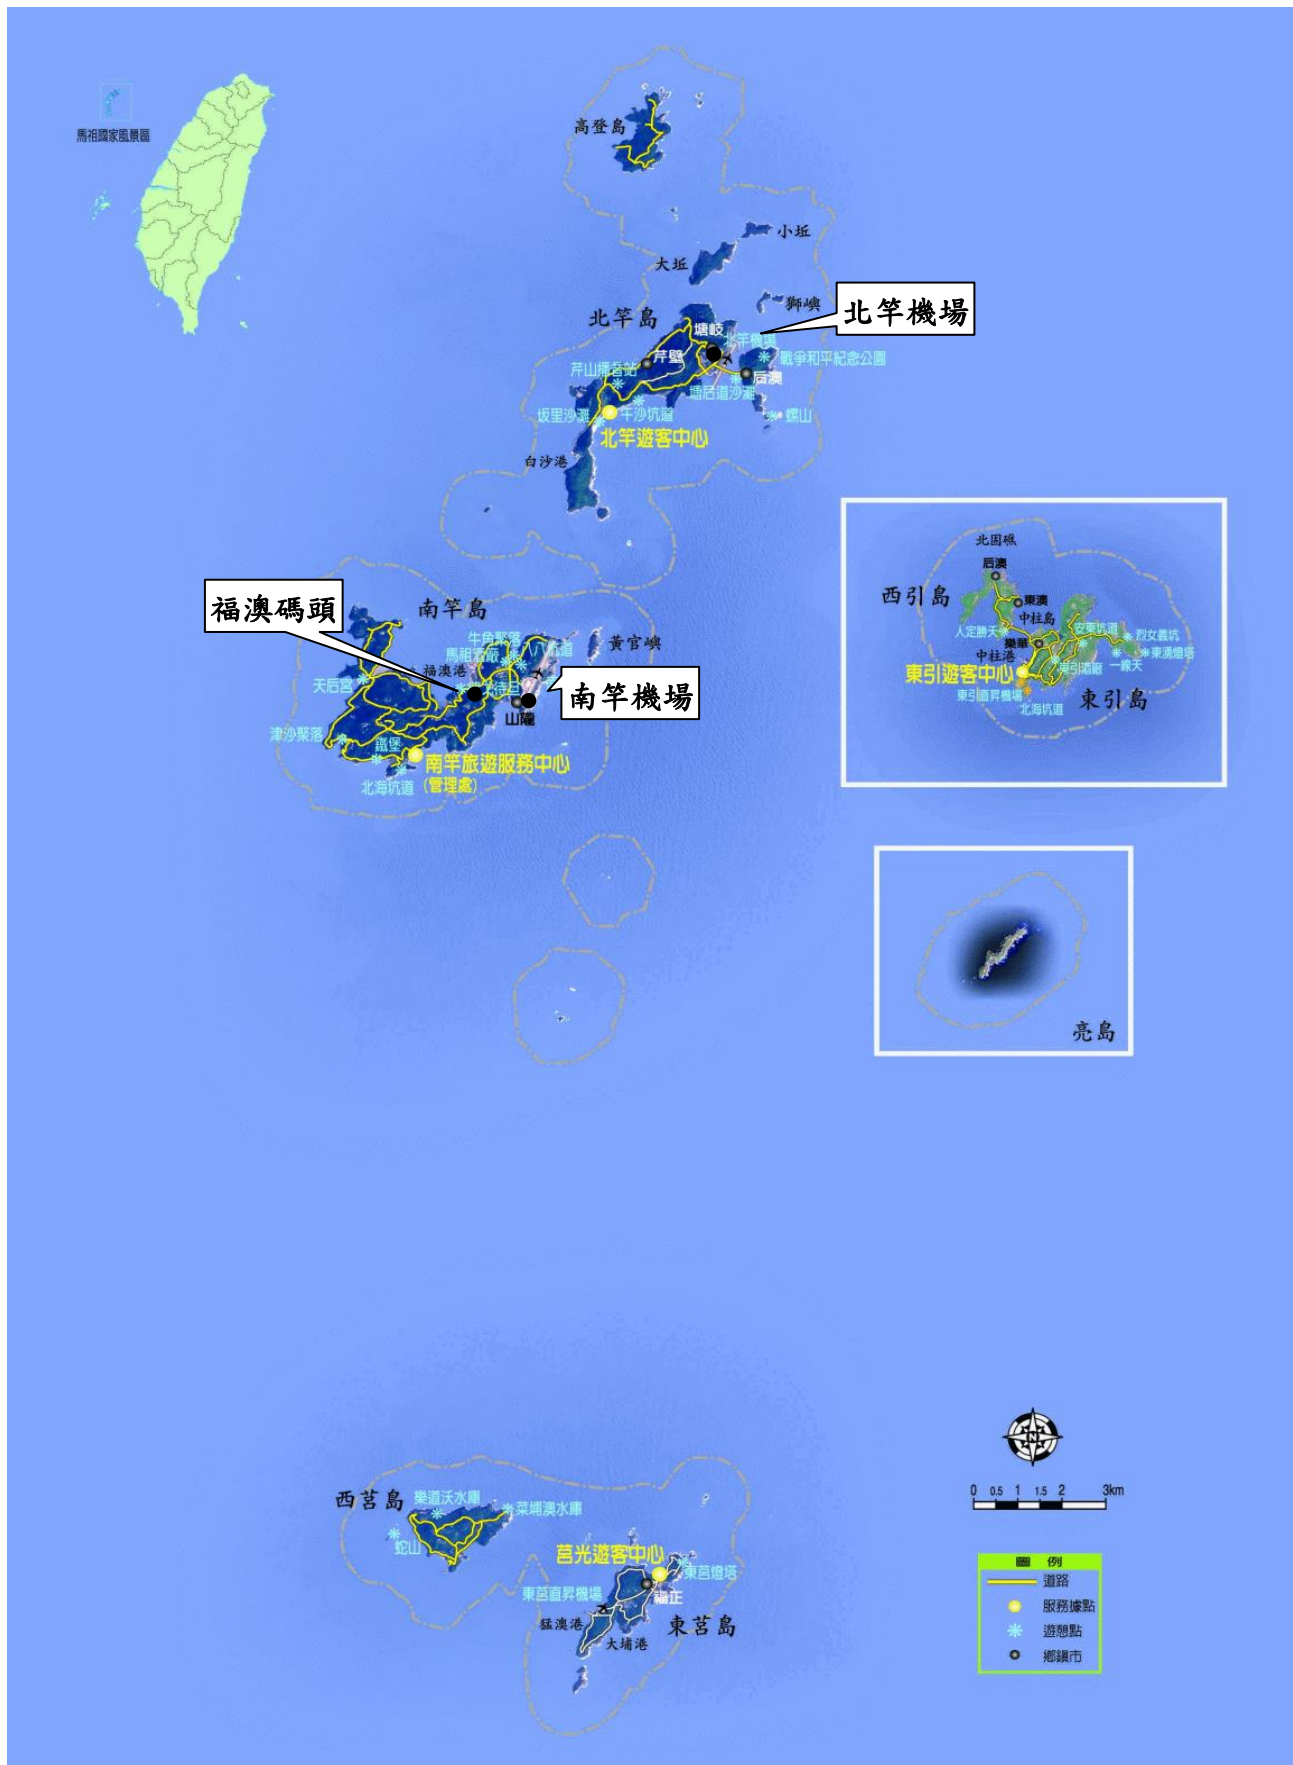 馬祖國家風景區
高登島
小坵
大坵
獅嶼
北竿機場
北竿島
塘岐
北竿機場
芹壁
戰爭和平紀念公園
芹山播音站
后澳
塘后道沙灘
坂里沙灘
午沙坑道
螺山
北竿遊客中心
白沙港
北固礁
后澳
西引島
東澳
中柱島
人定勝天
安東坑道
烈女義坑
樂華
中柱港
東湧燈塔
一線天
東引遊客中心
東引酒廠
東引直昇機場
北海坑道
東引島
福澳碼頭
南竿島
牛角聚落
黃官嶼
馬祖酒廠
八八坑道
福澳港
天后宮
南竿機場
山隴
津沙聚落
鐵堡
南竿旅遊服務中心
(管理處)
北海坑道
亮島
西莒島
樂道沃水庫
菜埔澳水庫
蛇山
莒光遊客中心
東莒燈塔
東莒直昇機場
福正
猛澳港
大埔港
東莒島
N
0 0.5 1 1.5 2 3km
圖 例
道路
服務據點
遊憩點
鄉鎮市